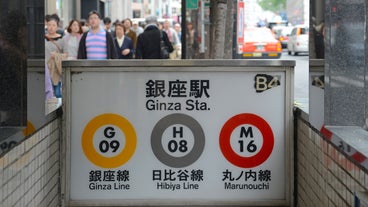 銀座駅
Ginza Sta.
B4
G
09
H
08
M
16
銀座線
日比谷線
丸ノ内線
Ginza Line
Hibiya Line
Marunouchi